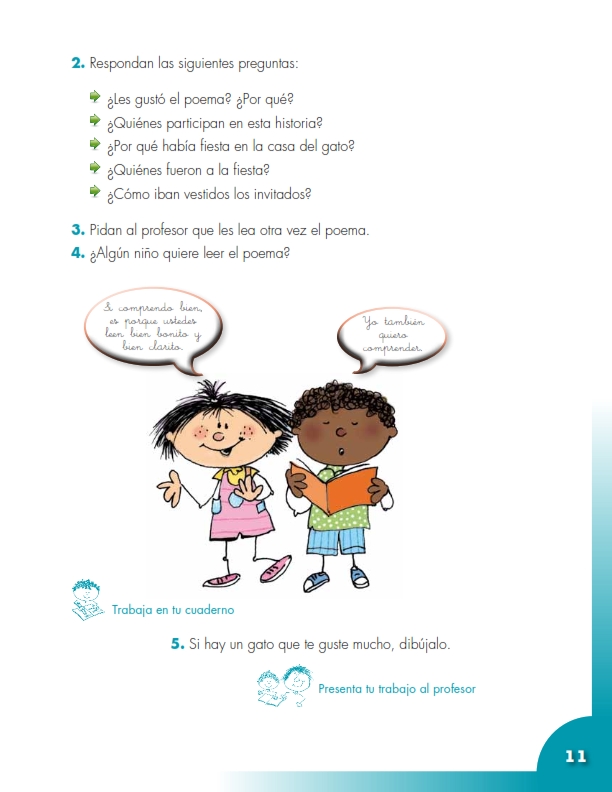 2. Respondan las siguientes preguntas:
¿Les gustó el poema? ¿Por qué?
¿Quiénes participan en esta historia?
¿Por qué había fiesta en la casa del gato?
¿Quiénes fueron a la fiesta?
¿Cómo iban vestidos los invitados?
3. Pidan al profesor que les lea otra vez el poema.
4. ¿Algún niño quiere leer el poema?
Si comprendo bien,
es porque ustedes
leen bien bonito y
bien clarito.
Yo también
quiero
comprender.
Trabaja en tu cuaderno
5. Si hay un gato que te guste mucho, dibújalo.
Presenta tu trabajo al profesor
11